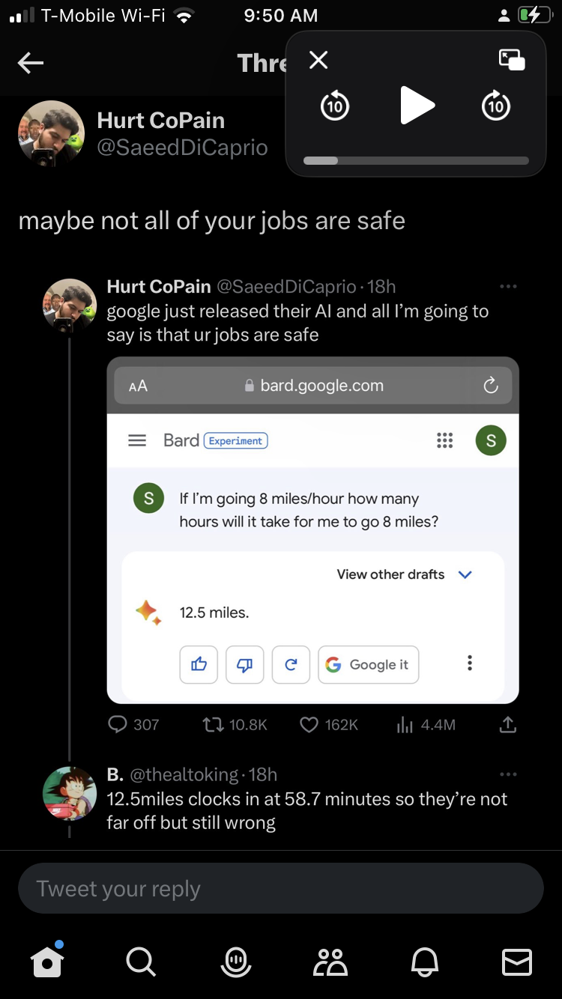 T-Mobile Wi-Fi
9:50 AM
Thre
10
10
Hurt CoPain
@SaeedDiCaprio
maybe not all of your jobs are safe
Hurt CoPain @SaeedDiCaprio · 18h
google just released their AI and all I’m going to
say is that ur jobs are safe
AA
bard.google.com
Bard Experiment
S
S
If I’m going 8 miles/hour how many
hours will it take for me to go 8 miles?
View other drafts
12.5 miles.
G Google it
307
10.8K
162K
4.4M
B. @thealtoking · 18h
12.5miles clocks in at 58.7 minutes so they’re not
far off but still wrong
Tweet your reply